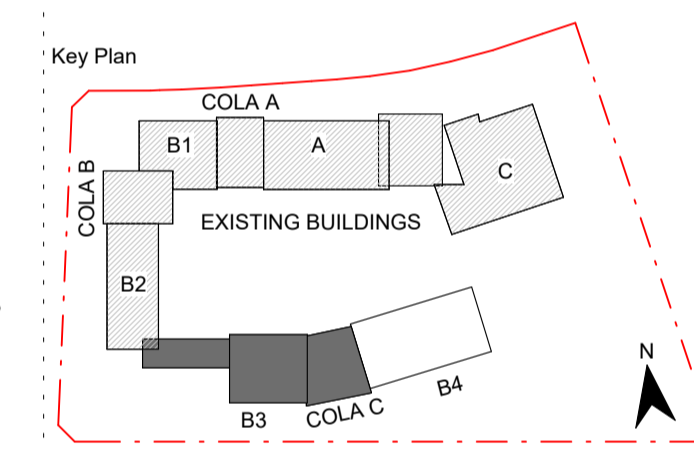 Key Plan
COLA A
B1
A
C
COLA B
EXISTING BUILDINGS
B2
N
B4
COLA C
B3